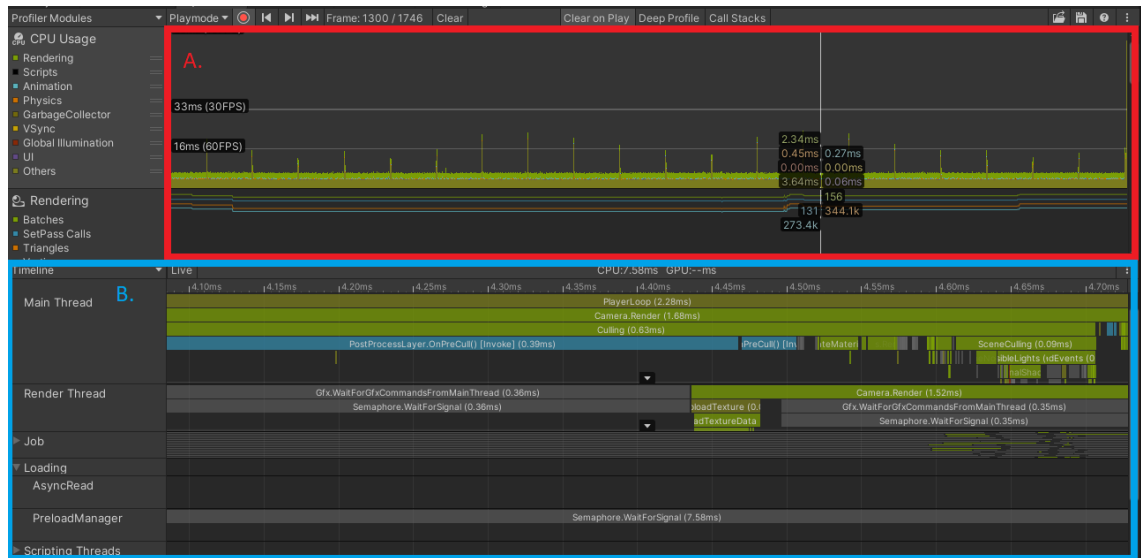 Profiler Modules Playmode Frame: 1300 / 1746 Clear Clear on Play Deep Profile Call Stacks
CPU Usage
Rendering
Scripts
Animation
Physics
GarbageCollector
VSync
Global Illumination
UI
Others
A.
33ms (30FPS)
16ms (60FPS)
2.34ms
0.45ms 0.27ms
0.00ms 0.00ms
3.64ms 0.06ms
Rendering
Batches
SetPass Calls
Triangles
156
131 344.1k
273.4k
Timeline Live CPU:7.58ms GPU:--ms
B.
4.10ms 4.15ms 4.20ms 4.25ms 4.30ms 4.35ms 4.40ms 4.45ms 4.50ms 4.55ms 4.60ms 4.65ms 4.70ms
Main Thread
PlayerLoop (2.28ms)
Camera.Render (1.68ms)
Culling (0.63ms)
PostProcessLayer.OnPreCull() [Invoke] (0.39ms) PreCull() [In iteMateri SceneCulling (0.09ms)
Render Thread
Gfx.WaitForGfxCommandsFromMainThread (0.36ms) Camera.Render (1.52ms)
Semaphore.WaitForSignal (0.36ms) loadTexture (0. Gfx.WaitForGfxCommandsFromMainThread (0.35ms)
adTextureData Semaphore.WaitForSignal (0.35ms)
Job
Loading
AsyncRead
PreloadManager Semaphore.WaitForSignal (7.58ms)
Scripting Threads